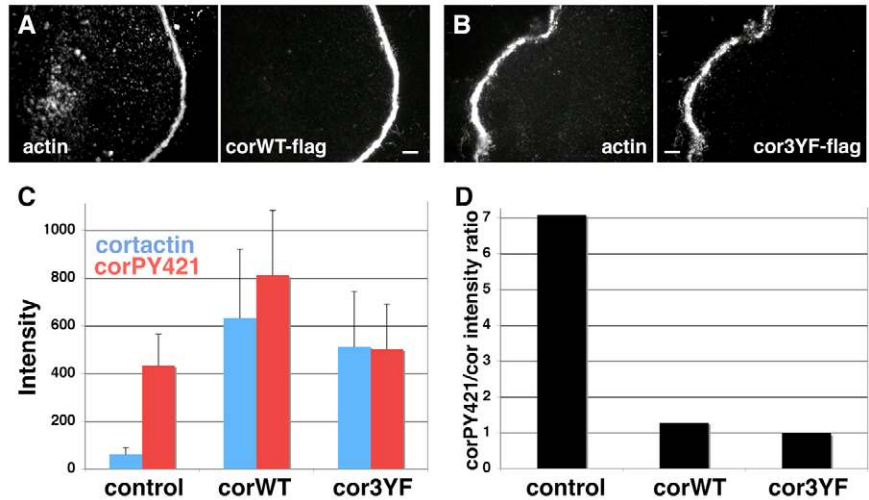 A
actin
corWT-flag
B
actin
cor3YF-flag
C
Intensity
1000
800
600
400
200
0
cortactin
corPY421
control
corWT
cor3YF
D
corPY421/cor intensity ratio
7
6
5
4
3
2
1
0
control
corWT
cor3YF